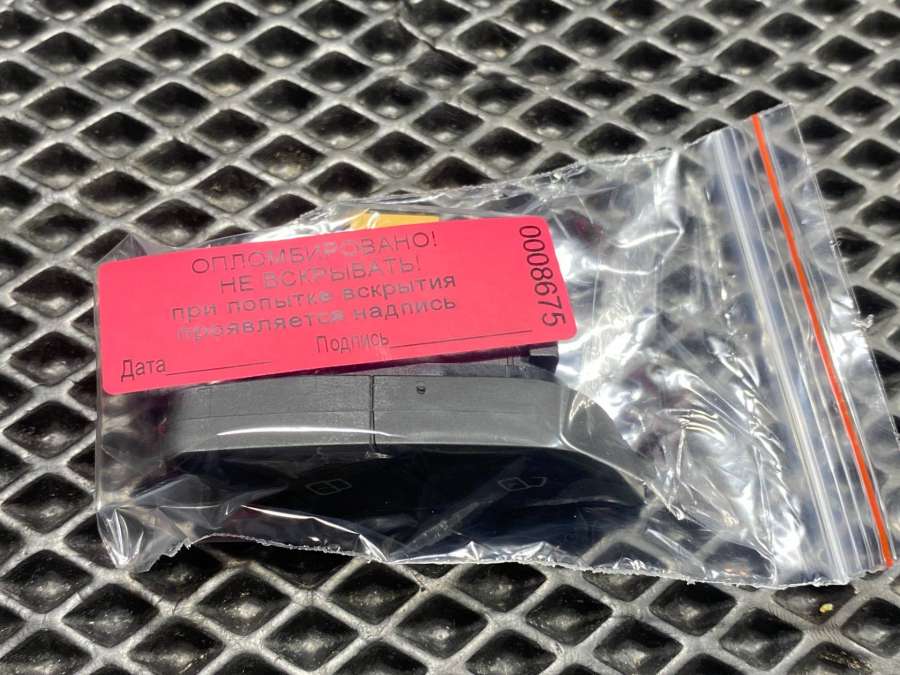 ОПЛОМБИРОВАНО!
НЕ ВСКРЫВАТЬ!
при попытке вскрытия
проявляется надпись
Дата
Подпись
0008675